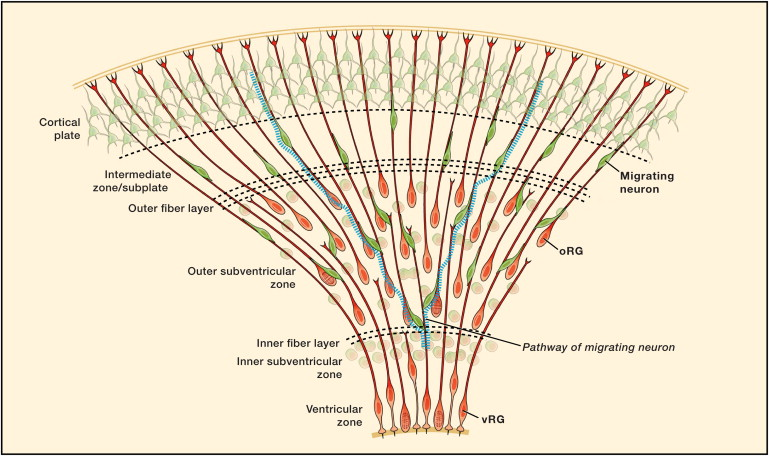 Cortical
plate
Intermediate
zone/subplate
Migrating
neuron
Outer fiber layer
oRG
Outer subventricular
zone
Inner fiber layer
Pathway of migrating neuron
Inner subventricular
zone
Ventricular
zone
vRG